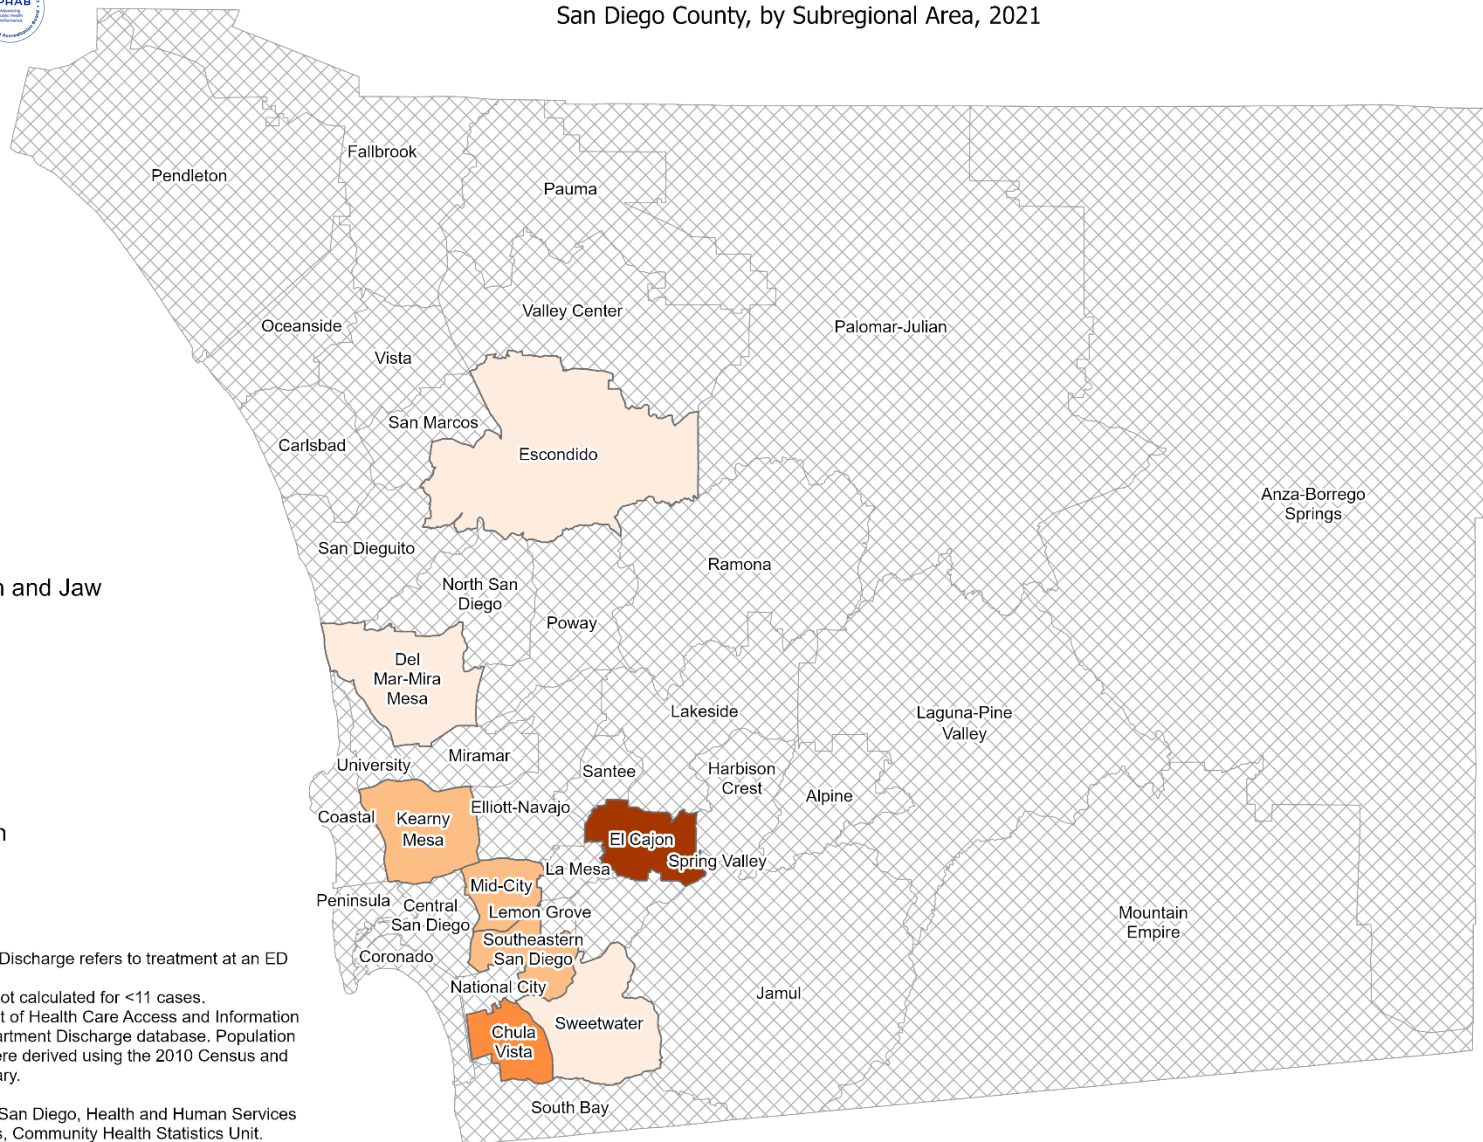 PHAB
Advancing
San Diego County, by Subregional Area, 2021
Pendleton
Fallbrook
Pauma
Oceanside
Valley Center
Palomar-Julian
Vista
San Marcos
Carlsbad
Escondido
Anza-Borrego
Springs
San Dieguito
North San
Diego
Ramona
Poway
and Jaw
Del
Mar-Mira
Mesa
Lakeside
Laguna-Pine
Valley
University
Miramar
Santee
Harbison
Crest
Alpine
Coastal
Kearny
Mesa
Elliott-Navajo
El Cajon
Spring Valley
La Mesa
Mid-City
Peninsula
Central
San Diego
Lemon Grove
Mountain
Empire
Southeastern
San Diego
Coronado
National City
Jamul
Sweetwater
Chula
Vista
South Bay
Discharge refers to treatment at an ED
ot calculated for <11 cases.
t of Health Care Access and Information
artment Discharge database. Population
ere derived using the 2010 Census and
ary.
San Diego, Health and Human Services
s, Community Health Statistics Unit.